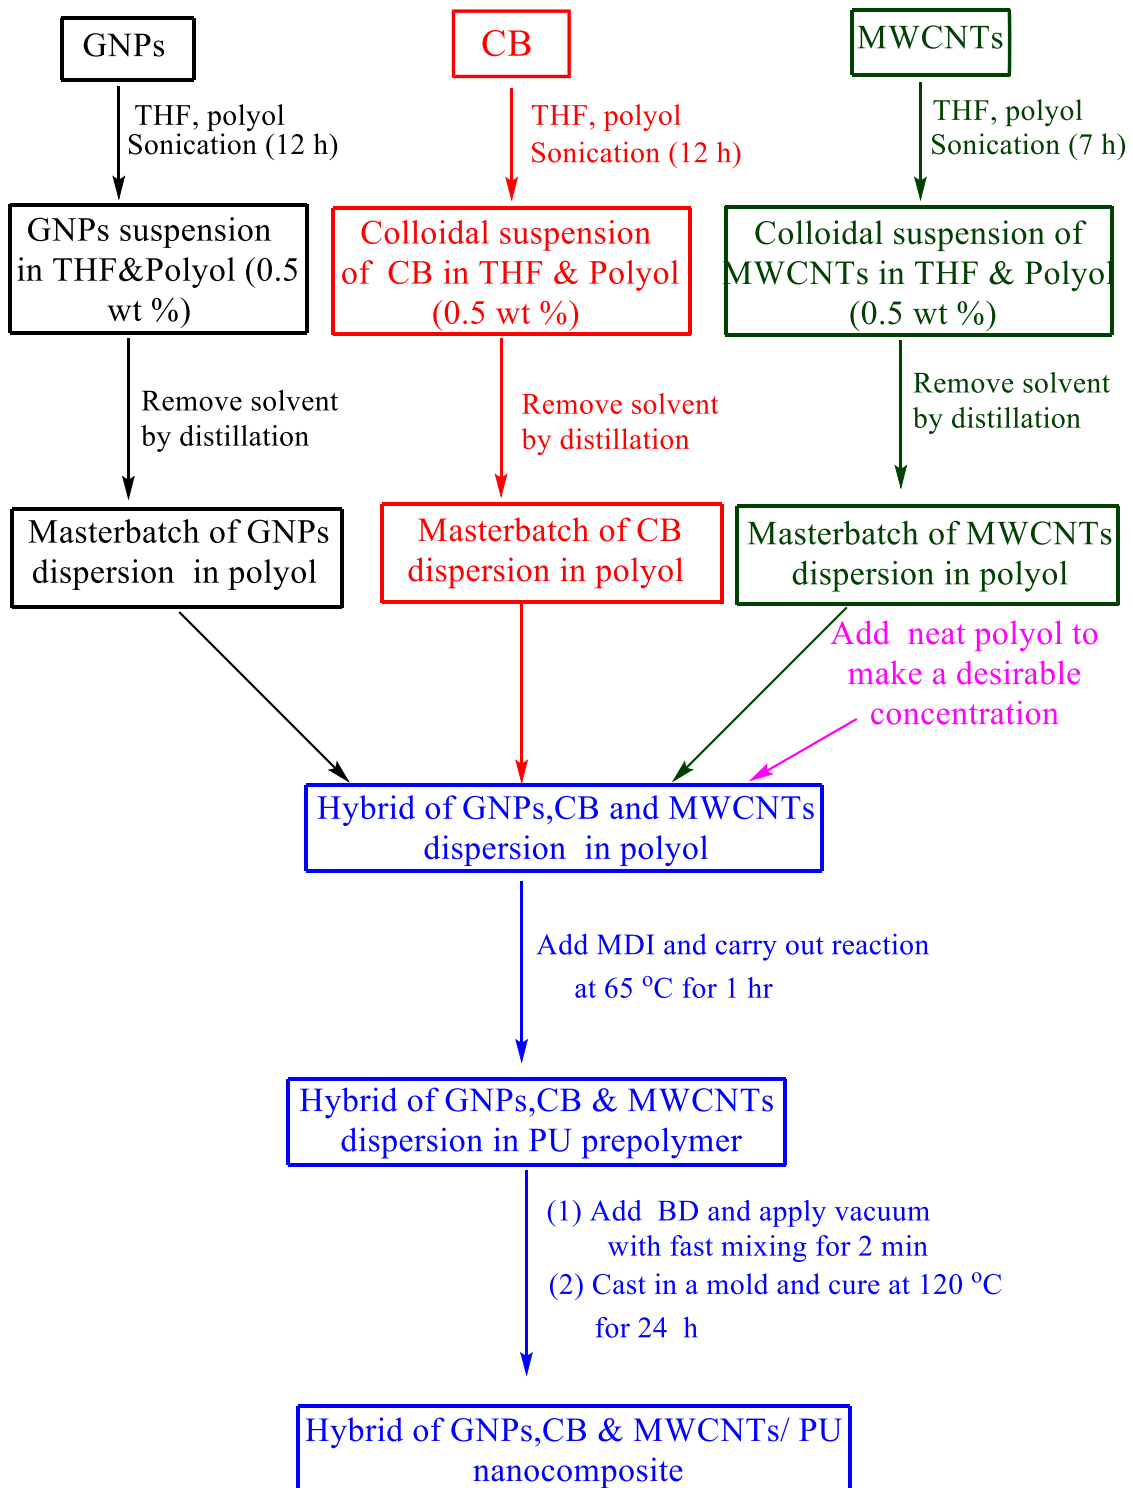 GNPs
CB
MWCNTs
THF, polyol
Sonication (12 h)
THF, polyol
Sonication (12 h)
THF, polyol
Sonication (7 h)
GNPs suspension
in THF&Polyol (0.5
wt %)
Colloidal suspension
of CB in THF & Polyol
(0.5 wt %)
Colloidal suspension of
MWCNTs in THF & Polyol
(0.5 wt %)
Remove solvent
by distillation
Remove solvent
by distillation
Remove solvent
by distillation
Masterbatch of GNPs
dispersion in polyol
Masterbatch of CB
dispersion in polyol
Masterbatch of MWCNTs
dispersion in polyol
Add neat polyol to
make a desirable
concentration
Hybrid of GNPs,CB and MWCNTs
dispersion in polyol
Add MDI and carry out reaction
at 65 °C for 1 hr
Hybrid of GNPs,CB & MWCNTs
dispersion in PU prepolymer
(1) Add BD and apply vacuum
with fast mixing for 2 min
(2) Cast in a mold and cure at 120 °C
for 24 h
Hybrid of GNPs,CB & MWCNTs/ PU
nanocomposite